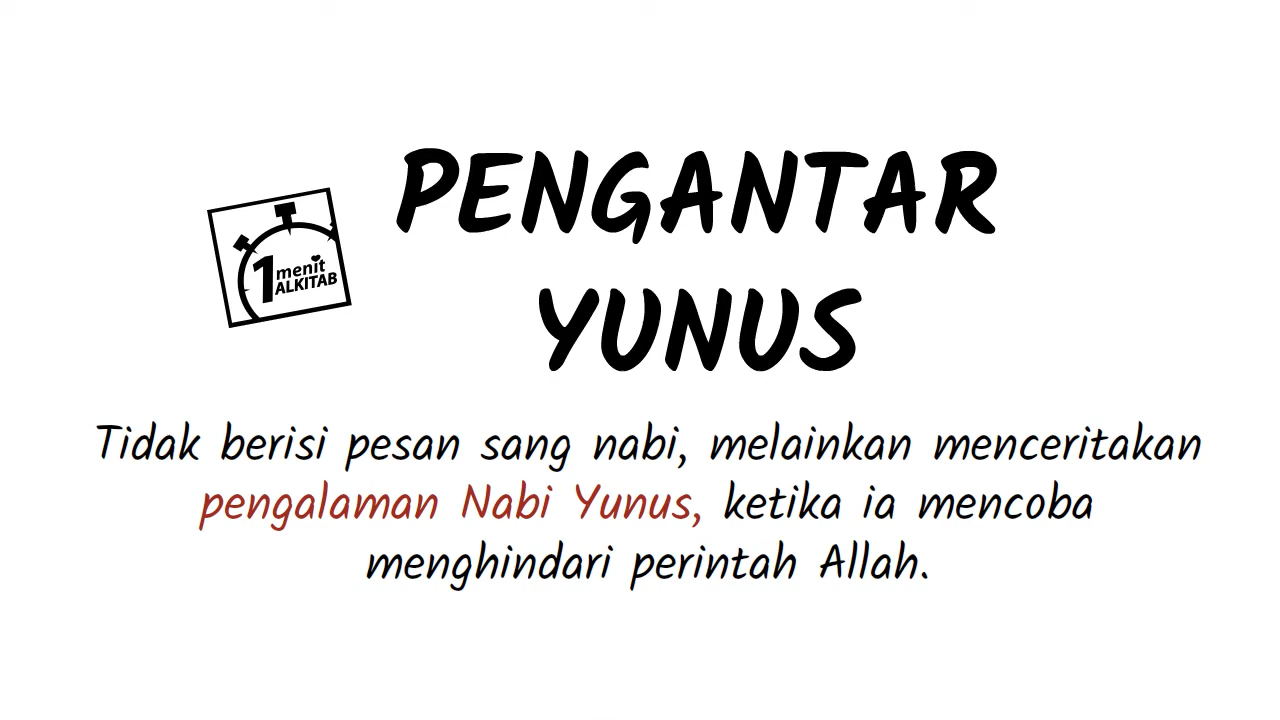 PENGANTAR
YUNUS
1 menit
ALKITAB
Tidak berisi pesan sang nabi, melainkan menceritakan
pengalaman Nabi Yunus, ketika ia mencoba
menghindari perintah Allah.